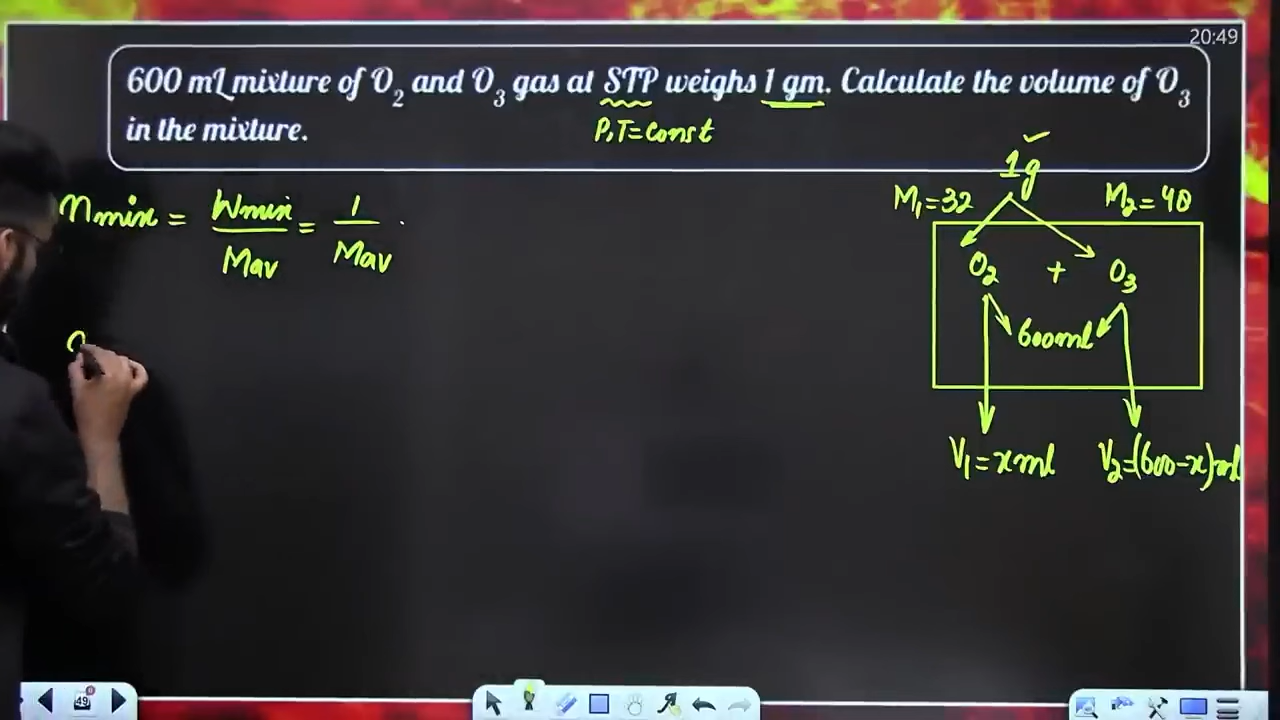 20:49
600 mL mixture of O2 and O3 gas at STP weighs 1 gm. Calculate the volume of O3
in the mixture.
P,T=const
1g
M1=32 M2=48
nmix = Wmix/Mav = 1/Mav
O2 + O3
600ml
V1=xml V2=(600-x)ml
49